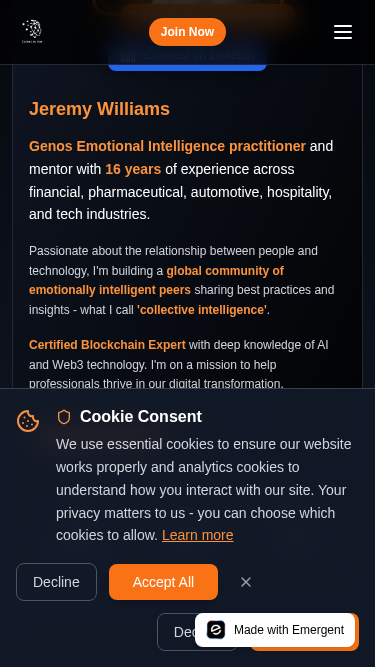 Join Now
Jeremy Williams
Genos Emotional Intelligence practitioner and
mentor with 16 years of experience across
financial, pharmaceutical, automotive, hospitality,
and tech industries.
Passionate about the relationship between people and
technology, I'm building a global community of
emotionally intelligent peers sharing best practices and
insights - what I call 'collective intelligence'.
Certified Blockchain Expert with deep knowledge of AI
and Web3 technology. I'm on a mission to help
professionals thrive in our digital transformation.
Cookie Consent
We use essential cookies to ensure our website
works properly and analytics cookies to
understand how you interact with our site. Your
privacy matters to us - you can choose which
cookies to allow. Learn more
Decline
Accept All
Made with Emergent